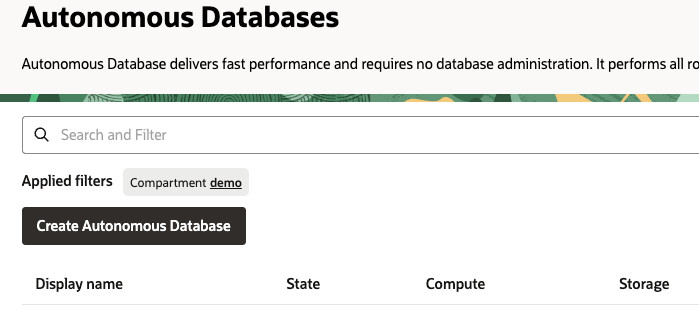 Autonomous Databases
Autonomous Database delivers fast performance and requires no database administration. It performs all ro
Search and Filter
Applied filters Compartment demo
Create Autonomous Database
Display name State Compute Storage